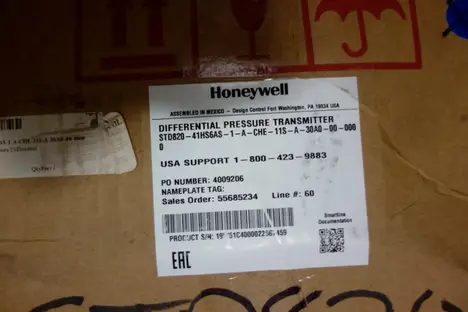 Honeywell
ASSEMBLED IN MEXICO - Design Control Fort Washington, PA, 19034 USA
DIFFERENTIAL PRESSURE TRANSMITTER
STD820-41HS6AS-1-A-CHE-11S-A-30A0-00-000
0
USA SUPPORT 1-800-423-9883
PO NUMBER: 4009206
NAMEPLATE TAG:
Sales Order: 55685234 Line #: 60
Smartline
Documentation
PRODUCT S/N:
EAC